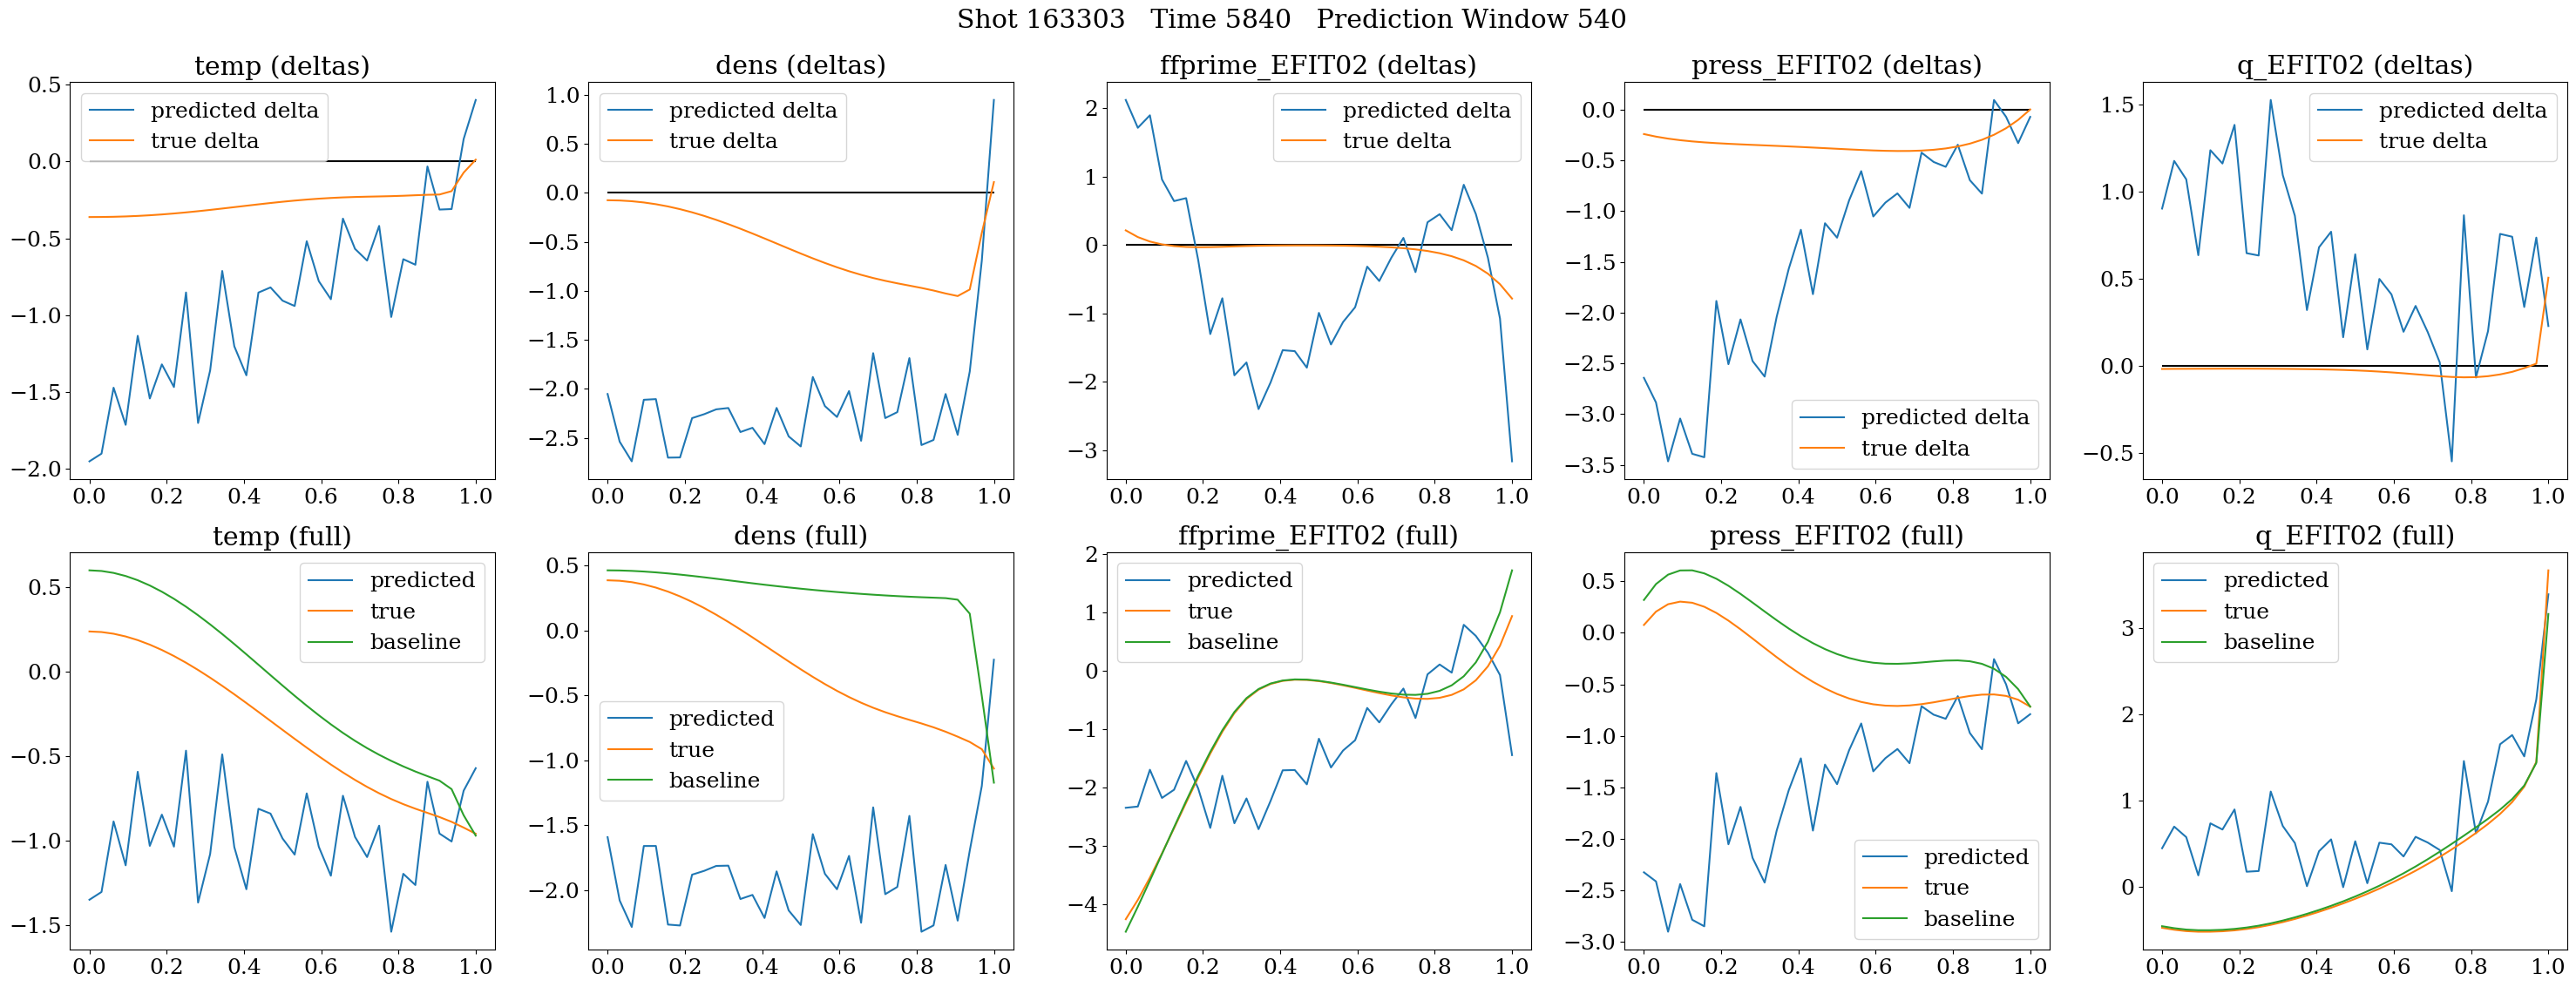 Shot 163303   Time 5840   Prediction Window 540
temp (deltas)
0.5
0.0
−0.5
−1.0
−1.5
−2.0
predicted delta
true delta
0.0 0.2 0.4 0.6 0.8 1.0
dens (deltas)
1.0
0.5
0.0
−0.5
−1.0
−1.5
−2.0
−2.5
predicted delta
true delta
0.0 0.2 0.4 0.6 0.8 1.0
ffprime_EFIT02 (deltas)
2
1
0
−1
−2
−3
predicted delta
true delta
0.0 0.2 0.4 0.6 0.8 1.0
press_EFIT02 (deltas)
0.0
−0.5
−1.0
−1.5
−2.0
−2.5
−3.0
−3.5
predicted delta
true delta
0.0 0.2 0.4 0.6 0.8 1.0
q_EFIT02 (deltas)
1.5
1.0
0.5
0.0
−0.5
predicted delta
true delta
0.0 0.2 0.4 0.6 0.8 1.0
temp (full)
0.5
0.0
−0.5
−1.0
−1.5
predicted
true
baseline
0.0 0.2 0.4 0.6 0.8 1.0
dens (full)
0.5
0.0
−0.5
−1.0
−1.5
−2.0
predicted
true
baseline
0.0 0.2 0.4 0.6 0.8 1.0
ffprime_EFIT02 (full)
2
1
0
−1
−2
−3
−4
predicted
true
baseline
0.0 0.2 0.4 0.6 0.8 1.0
press_EFIT02 (full)
0.5
0.0
−0.5
−1.0
−1.5
−2.0
−2.5
−3.0
predicted
true
baseline
0.0 0.2 0.4 0.6 0.8 1.0
q_EFIT02 (full)
3
2
1
0
predicted
true
baseline
0.0 0.2 0.4 0.6 0.8 1.0